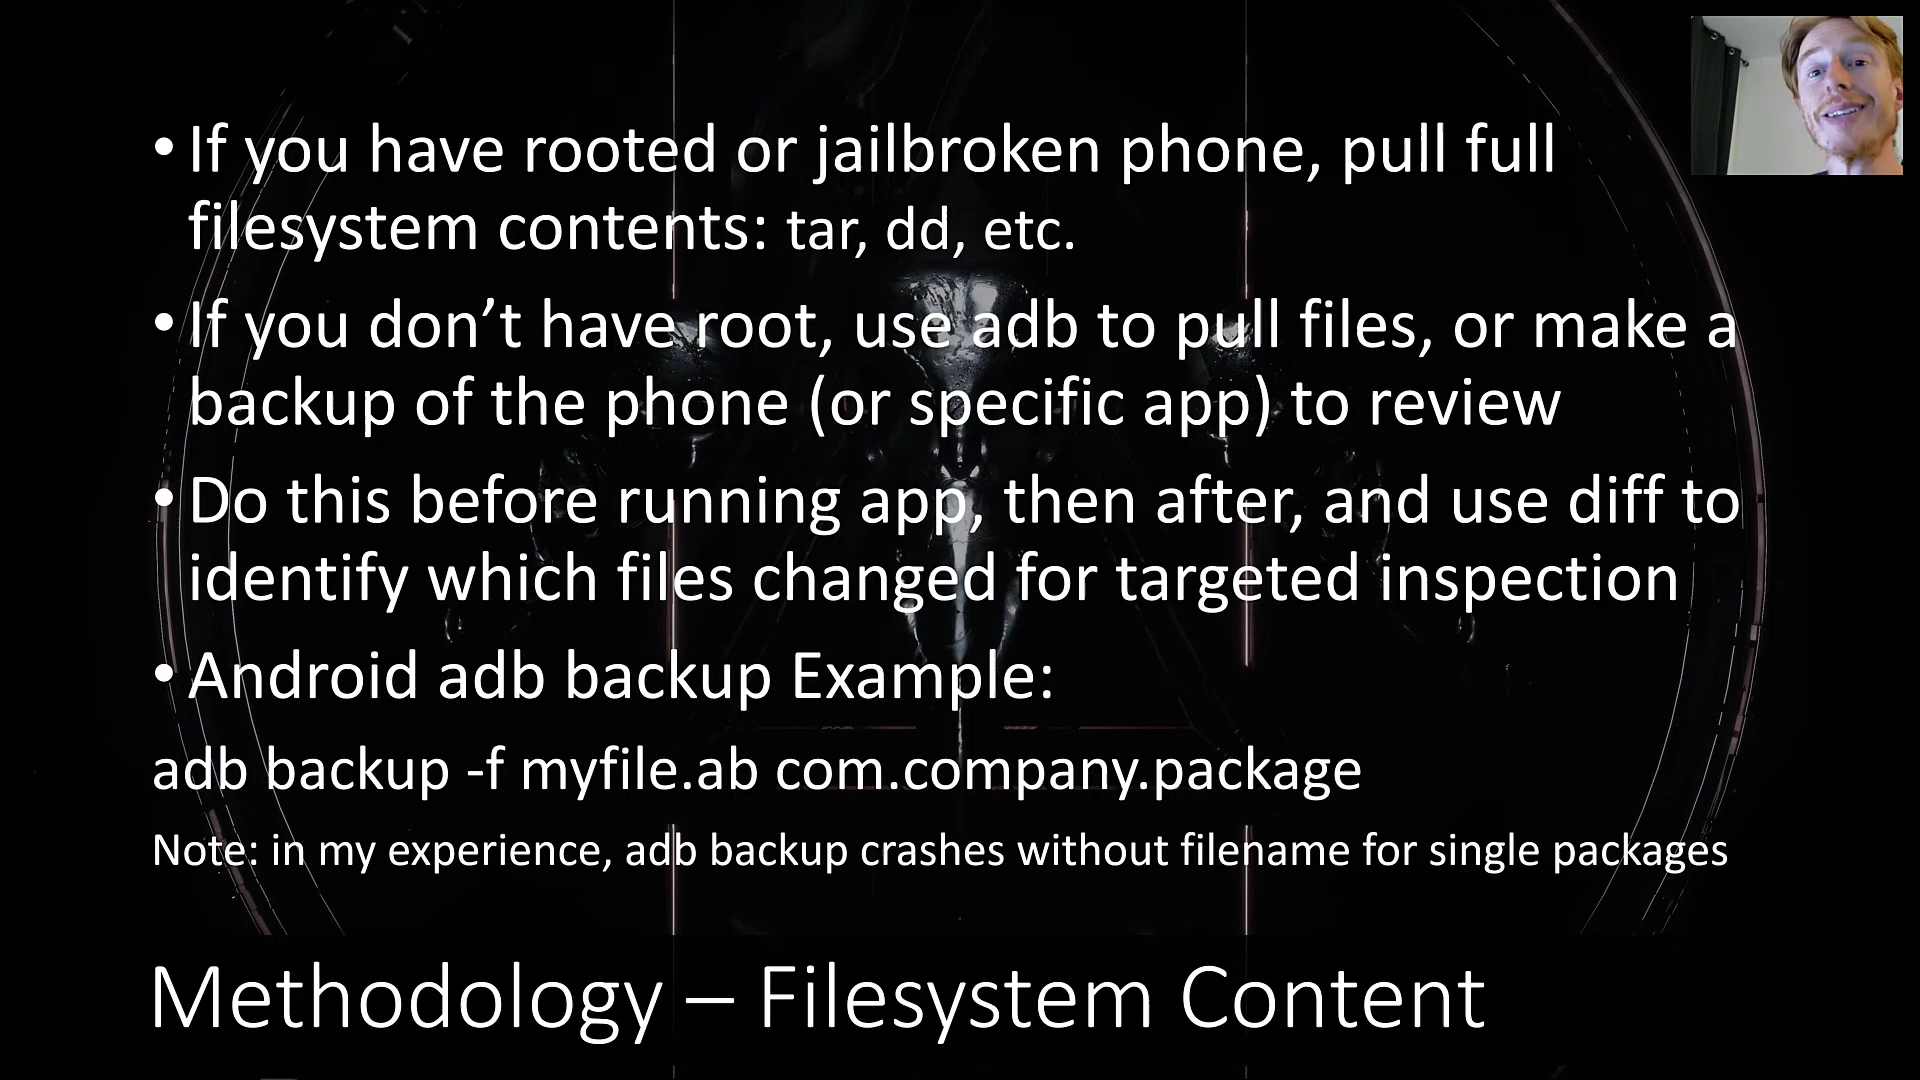 • If you have rooted or jailbroken phone, pull full
filesystem contents: tar, dd, etc.
• If you don’t have root, use adb to pull files, or make a
backup of the phone (or specific app) to review
• Do this before running app, then after, and use diff to
identify which files changed for targeted inspection
• Android adb backup Example:
adb backup -f myfile.ab com.company.package
Note: in my experience, adb backup crashes without filename for single packages
Methodology – Filesystem Content